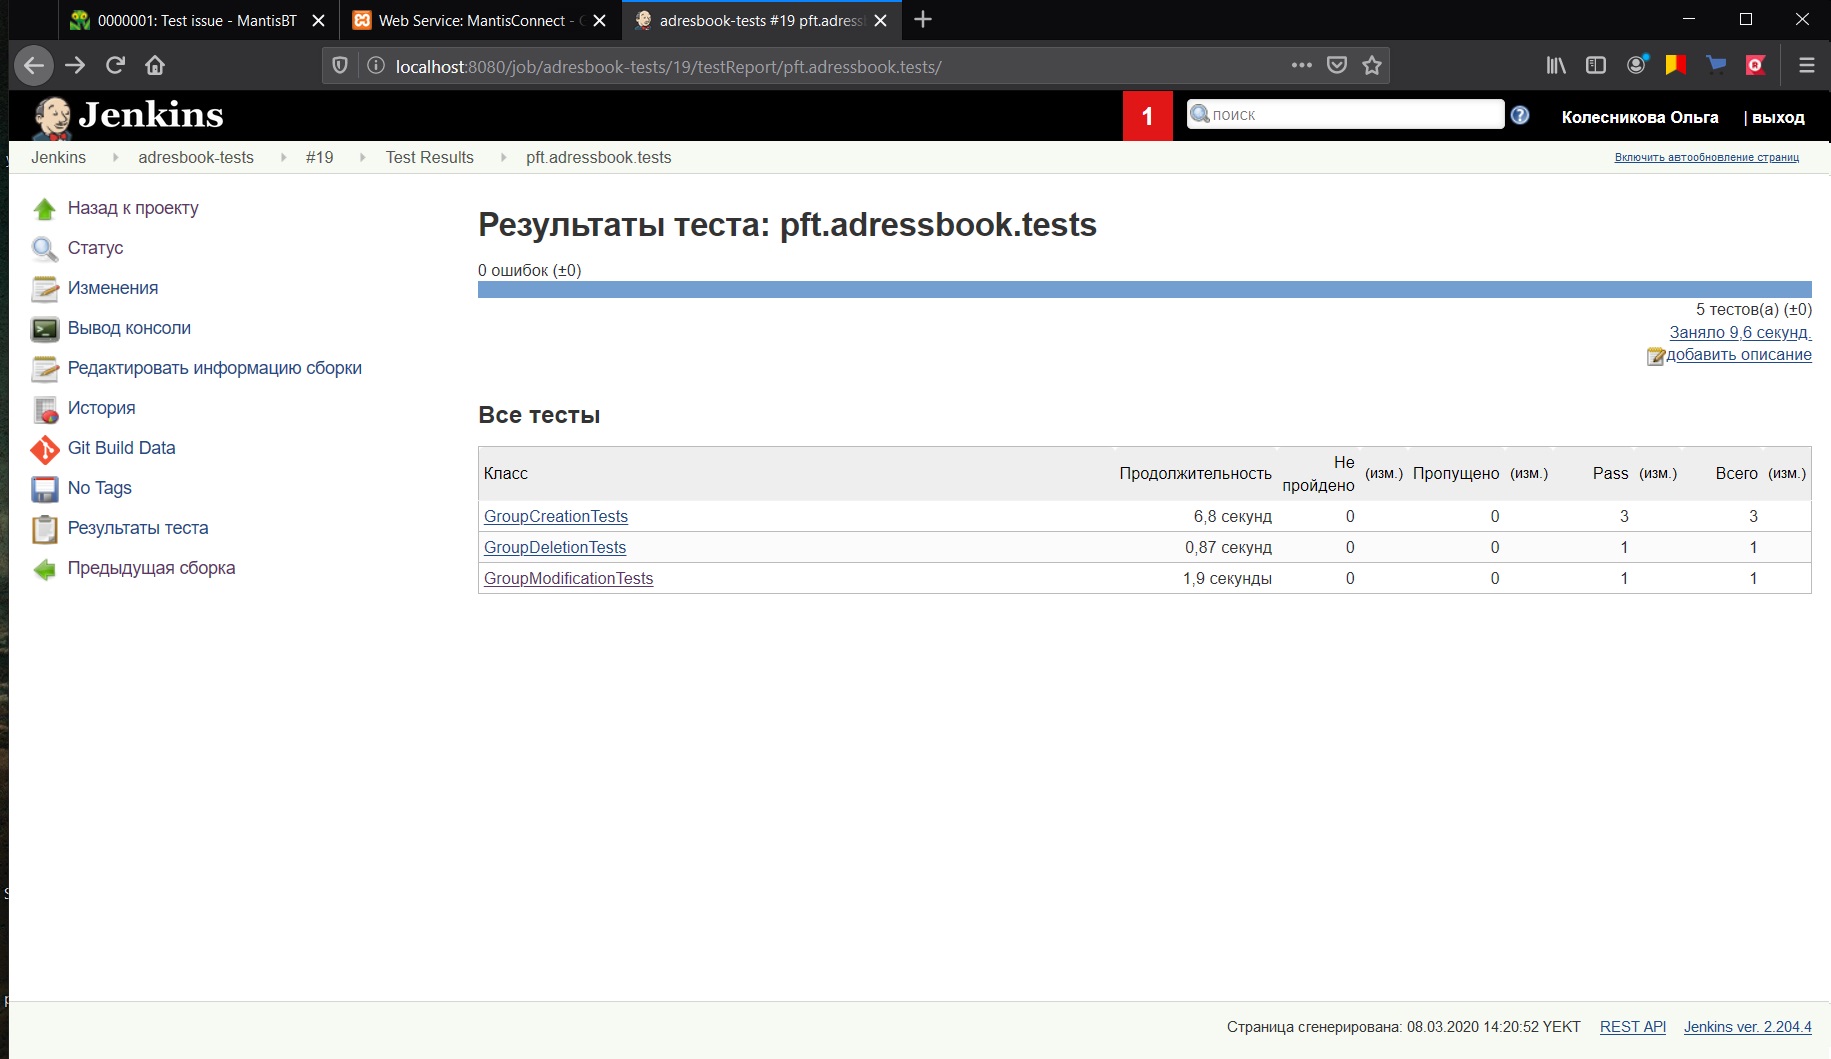 0000001: Test issue - MantisBT
Web Service: MantisConnect -
adresbook-tests #19 pft.adress
localhost:8080/job/adresbook-tests/19/testReport/pft.adressbook.tests/
Jenkins
1
поиск
Колесникова Ольга
| выход
Jenkins
adresbook-tests
#19
Test Results
pft.adressbook.tests
Включить автообновление страниц
Назад к проекту
Статус
Изменения
Вывод консоли
Редактировать информацию сборки
История
Git Build Data
No Tags
Результаты теста
Предыдущая сборка
Результаты теста: pft.adressbook.tests
0 ошибок (±0)
5 тестов(а) (±0)
Заняло 9,6 секунд.
добавить описание
Все тесты
Класс Продолжительность Не пройдено (изм.) Пропущено (изм.) Pass (изм.) Всего (изм.)
GroupCreationTests 6,8 секунд 0 0 3 3
GroupDeletionTests 0,87 секунд 0 0 1 1
GroupModificationTests 1,9 секунды 0 0 1 1
Страница сгенерирована: 08.03.2020 14:20:52 YEKT REST API Jenkins ver. 2.204.4